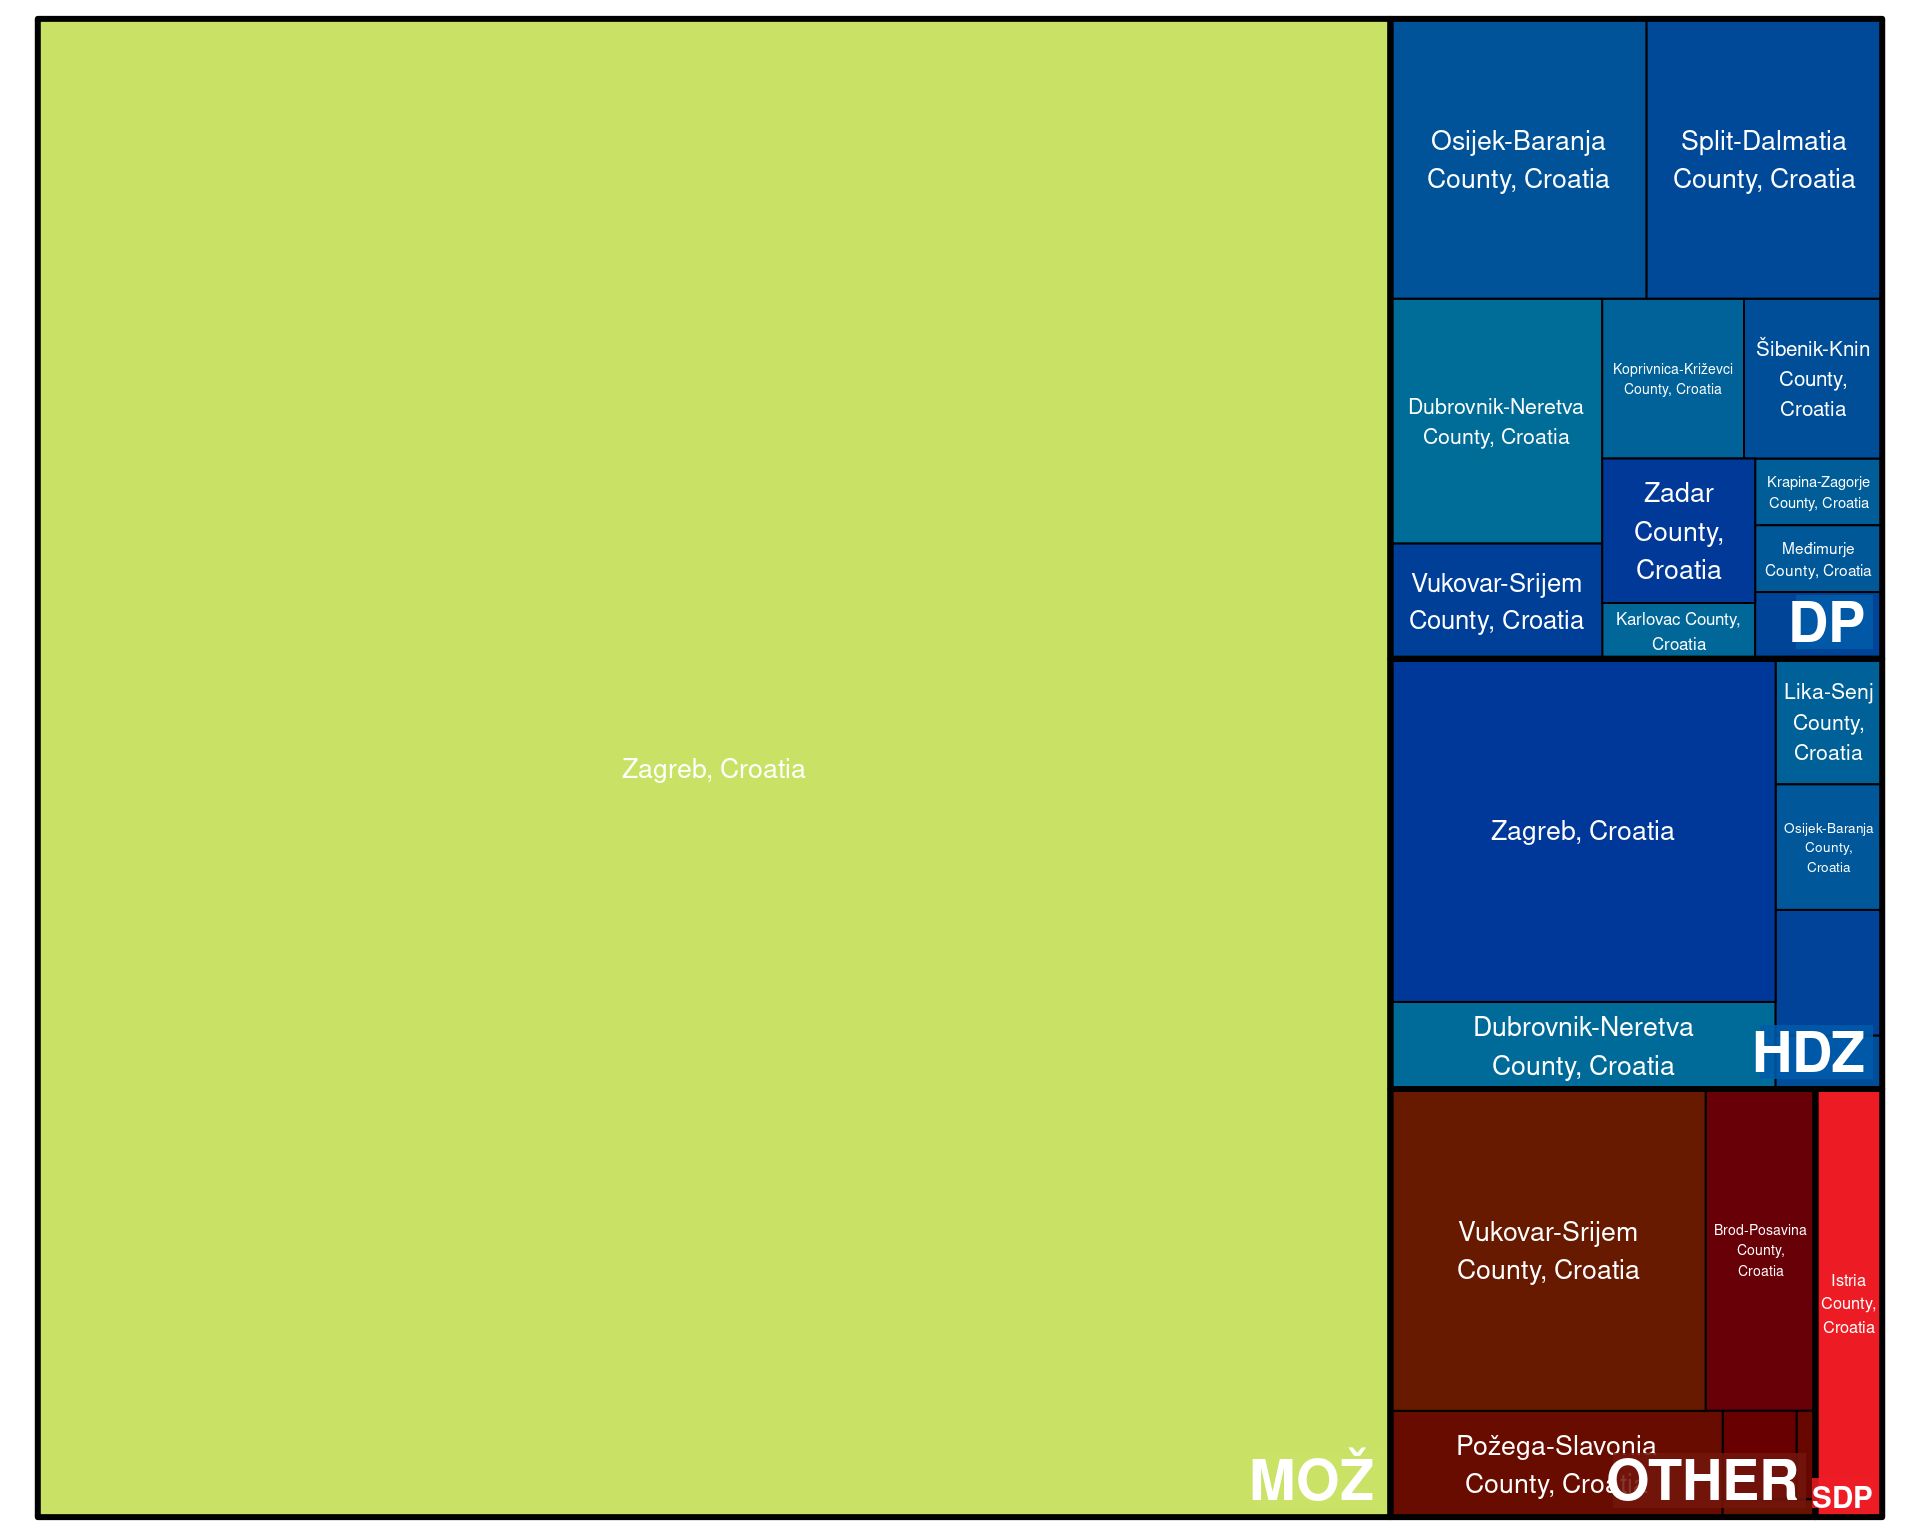 Zagreb, Croatia
MOŽ
Osijek-Baranja
County, Croatia
Split-Dalmatia
County, Croatia
Dubrovnik-Neretva
County, Croatia
Koprivnica-Križevci
County, Croatia
Šibenik-Knin
County,
Croatia
Zadar
County,
Croatia
Krapina-Zagorje
County, Croatia
Međimurje
County, Croatia
Vukovar-Srijem
County, Croatia
Karlovac County,
Croatia
DP
Zagreb, Croatia
Lika-Senj
County,
Croatia
Osijek-Baranja
County,
Croatia
Dubrovnik-Neretva
County, Croatia
HDZ
Vukovar-Srijem
County, Croatia
Brod-Posavina
County,
Croatia
Požega-Slavonia
County, Croatia
OTHER
Istria
County,
Croatia
SDP